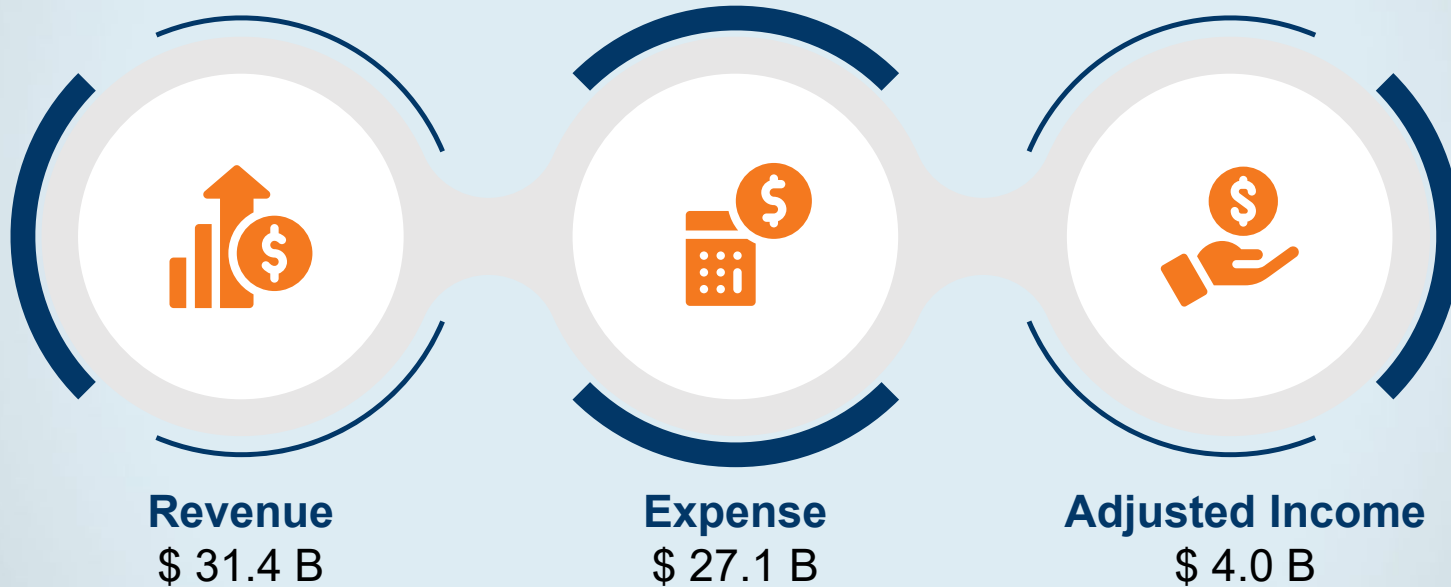 Revenue
$ 31.4 B
Expense
$ 27.1 B
Adjusted Income
$ 4.0 B